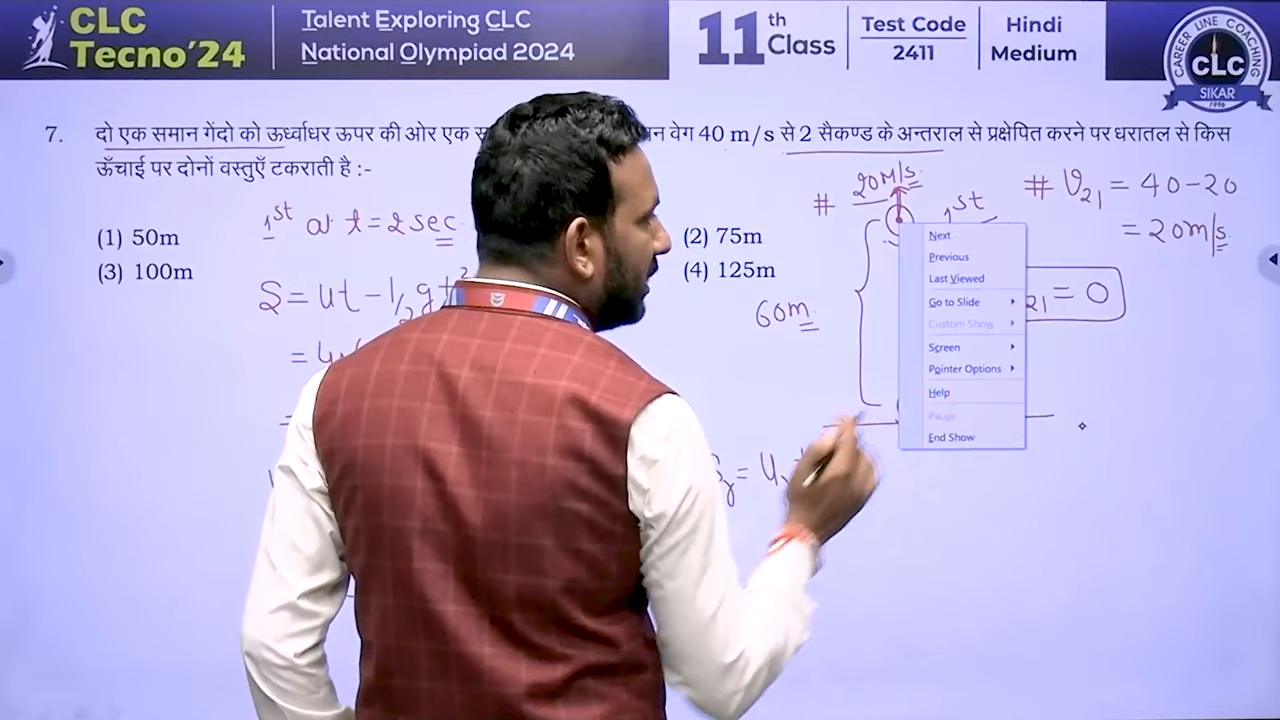 CLC
Tecno'24
Talent Exploring CLC
National Olympiad 2024
11th Class
Test Code
2411
Hindi
Medium
CAREER LINE COACHING
CLC
SIKAR
1996
7. दो एक समान गेंदो को ऊर्ध्वाधर ऊपर की ओर एक वेग 40 m/s से 2 सैकण्ड के अन्तराल से प्रक्षेपित करने पर धरातल से किस
ऊँचाई पर दोनों वस्तुएँ टकराती है :-
(1) 50m
(2) 75m
(3) 100m
(4) 125m
1st at t = 2 sec
S = ut - 1/2 gt²
# 20m/s
1st
60m
# V21 = 40-20
= 20m/s
21 = 0
Next
Previous
Last Viewed
Go to Slide
Custom Show
Screen
Pointer Options
Help
Pause
End Show